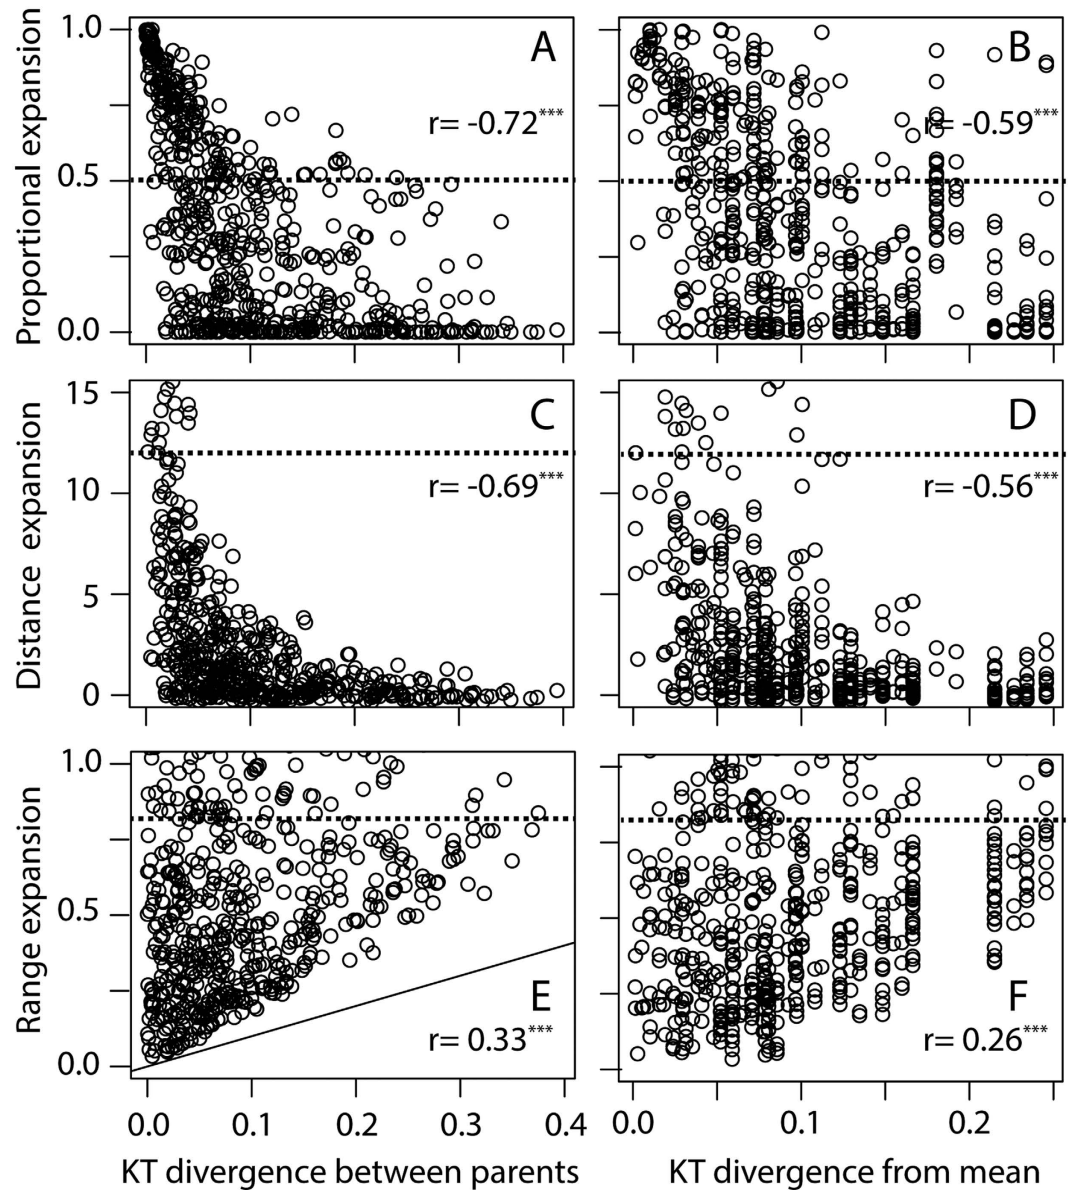 Proportional expansion
1.0
0.5
0.0
A
r= -0.72***
B
r= -0.59***
Distance expansion
15
10
5
0
C
r= -0.69***
D
r= -0.56***
Range expansion
1.0
0.5
0.0
E
r= 0.33***
F
r= 0.26***
0.0 0.1 0.2 0.3 0.4
0.0 0.1 0.2
KT divergence between parents
KT divergence from mean